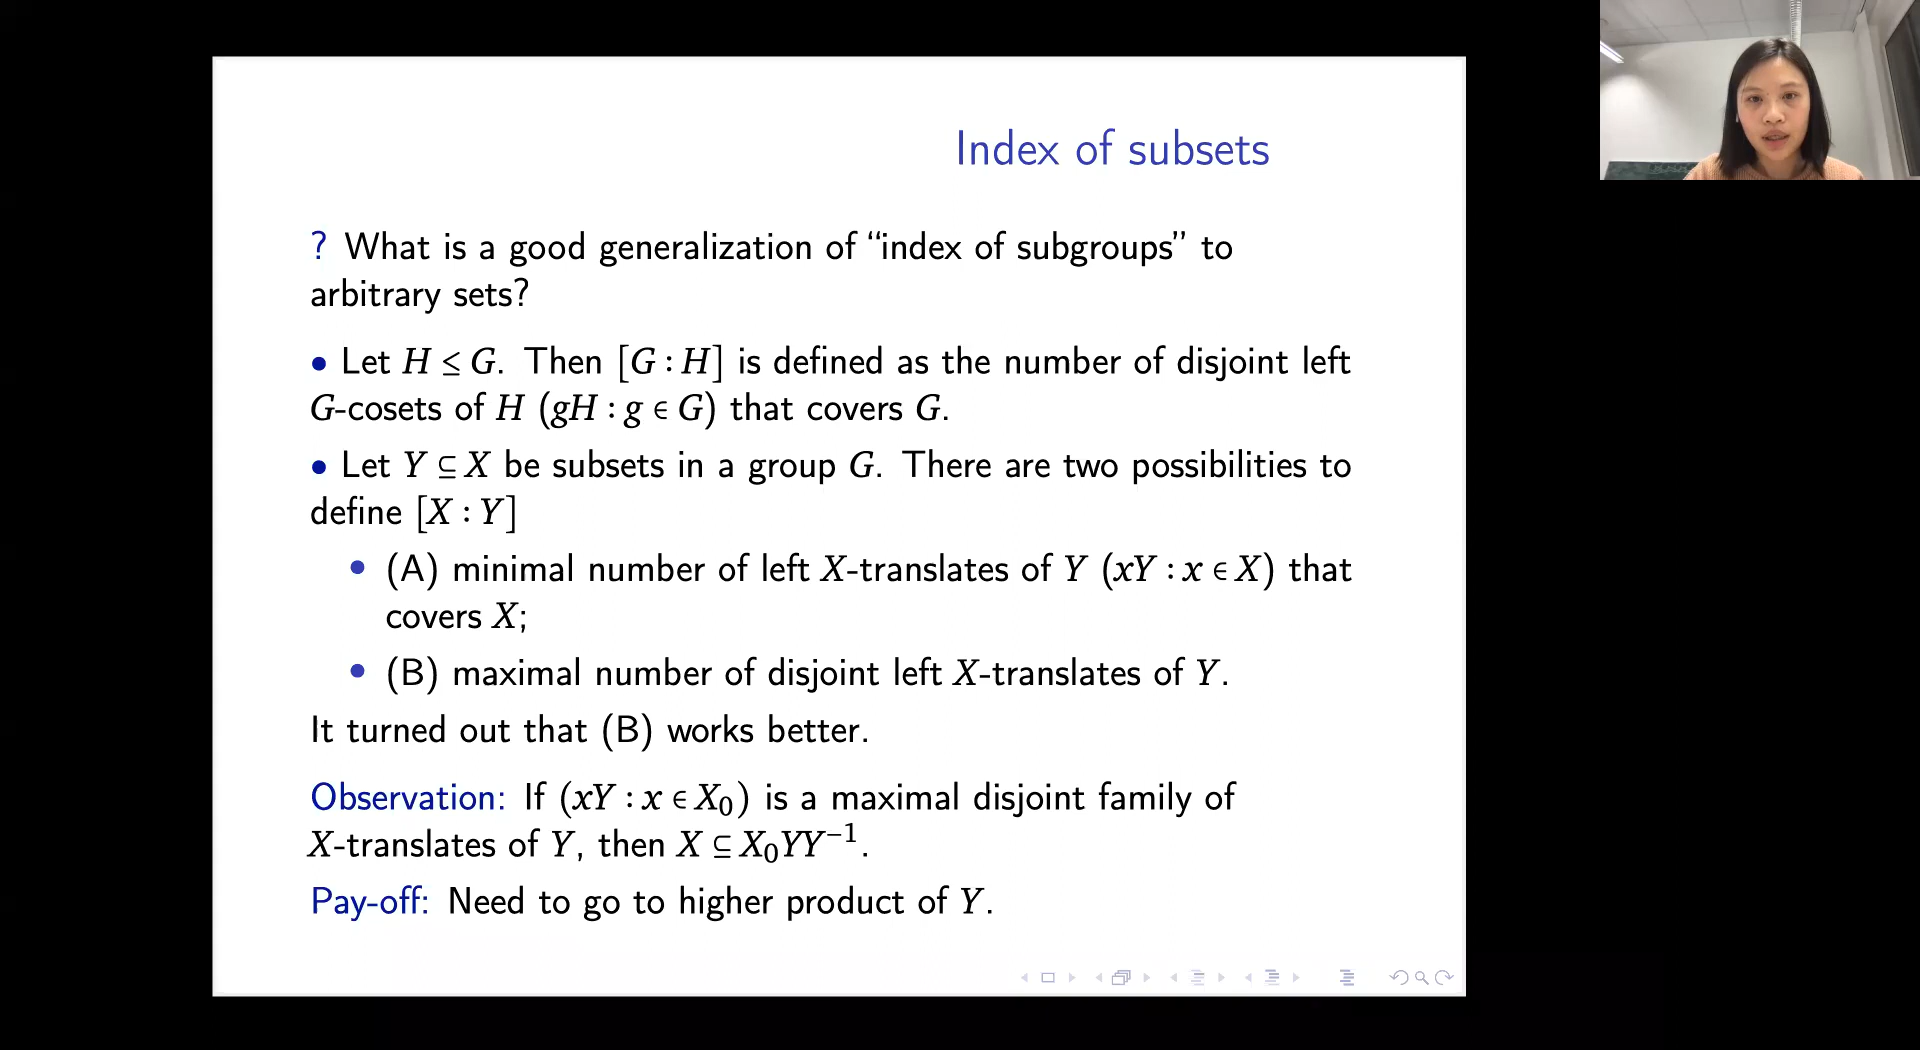 Index of subsets
? What is a good generalization of “index of subgroups” to
arbitrary sets?
• Let H ≤ G. Then [G : H] is defined as the number of disjoint left
G-cosets of H (gH : g ∈ G) that covers G.
• Let Y ⊆ X be subsets in a group G. There are two possibilities to
define [X : Y]
• (A) minimal number of left X-translates of Y (xY : x ∈ X) that
covers X;
• (B) maximal number of disjoint left X-translates of Y.
It turned out that (B) works better.
Observation: If (xY : x ∈ X₀) is a maximal disjoint family of
X-translates of Y, then X ⊆ X₀YY⁻¹.
Pay-off: Need to go to higher product of Y.